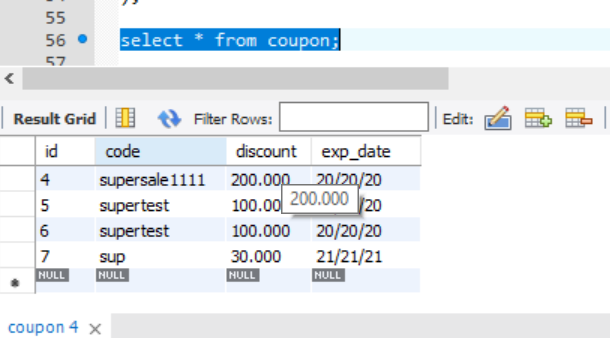 55
56 select * from coupon;
57
Result Grid Filter Rows: Edit:
id code discount exp_date
4 supersale1111 200.000 20/20/20
5 supertest 100.00 /20
200.000
6 supertest 100.000 20/20/20
7 sup 30.000 21/21/21
NULL NULL NULL NULL
coupon 4